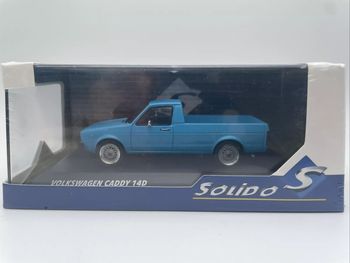 VOLKSWAGEN CADDY 14D
SOLIDO S